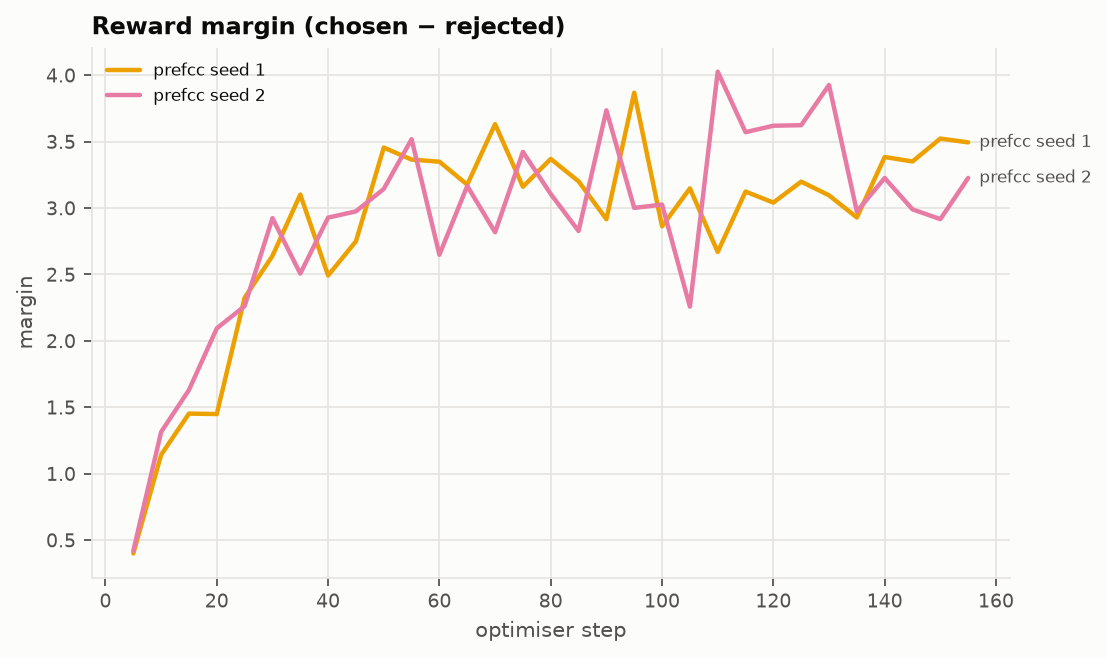 Reward margin (chosen − rejected)
prefcc seed 1
prefcc seed 2
4.0
3.5
3.0
2.5
2.0
1.5
1.0
0.5
margin
prefcc seed 1
prefcc seed 2
0 20 40 60 80 100 120 140 160
optimiser step